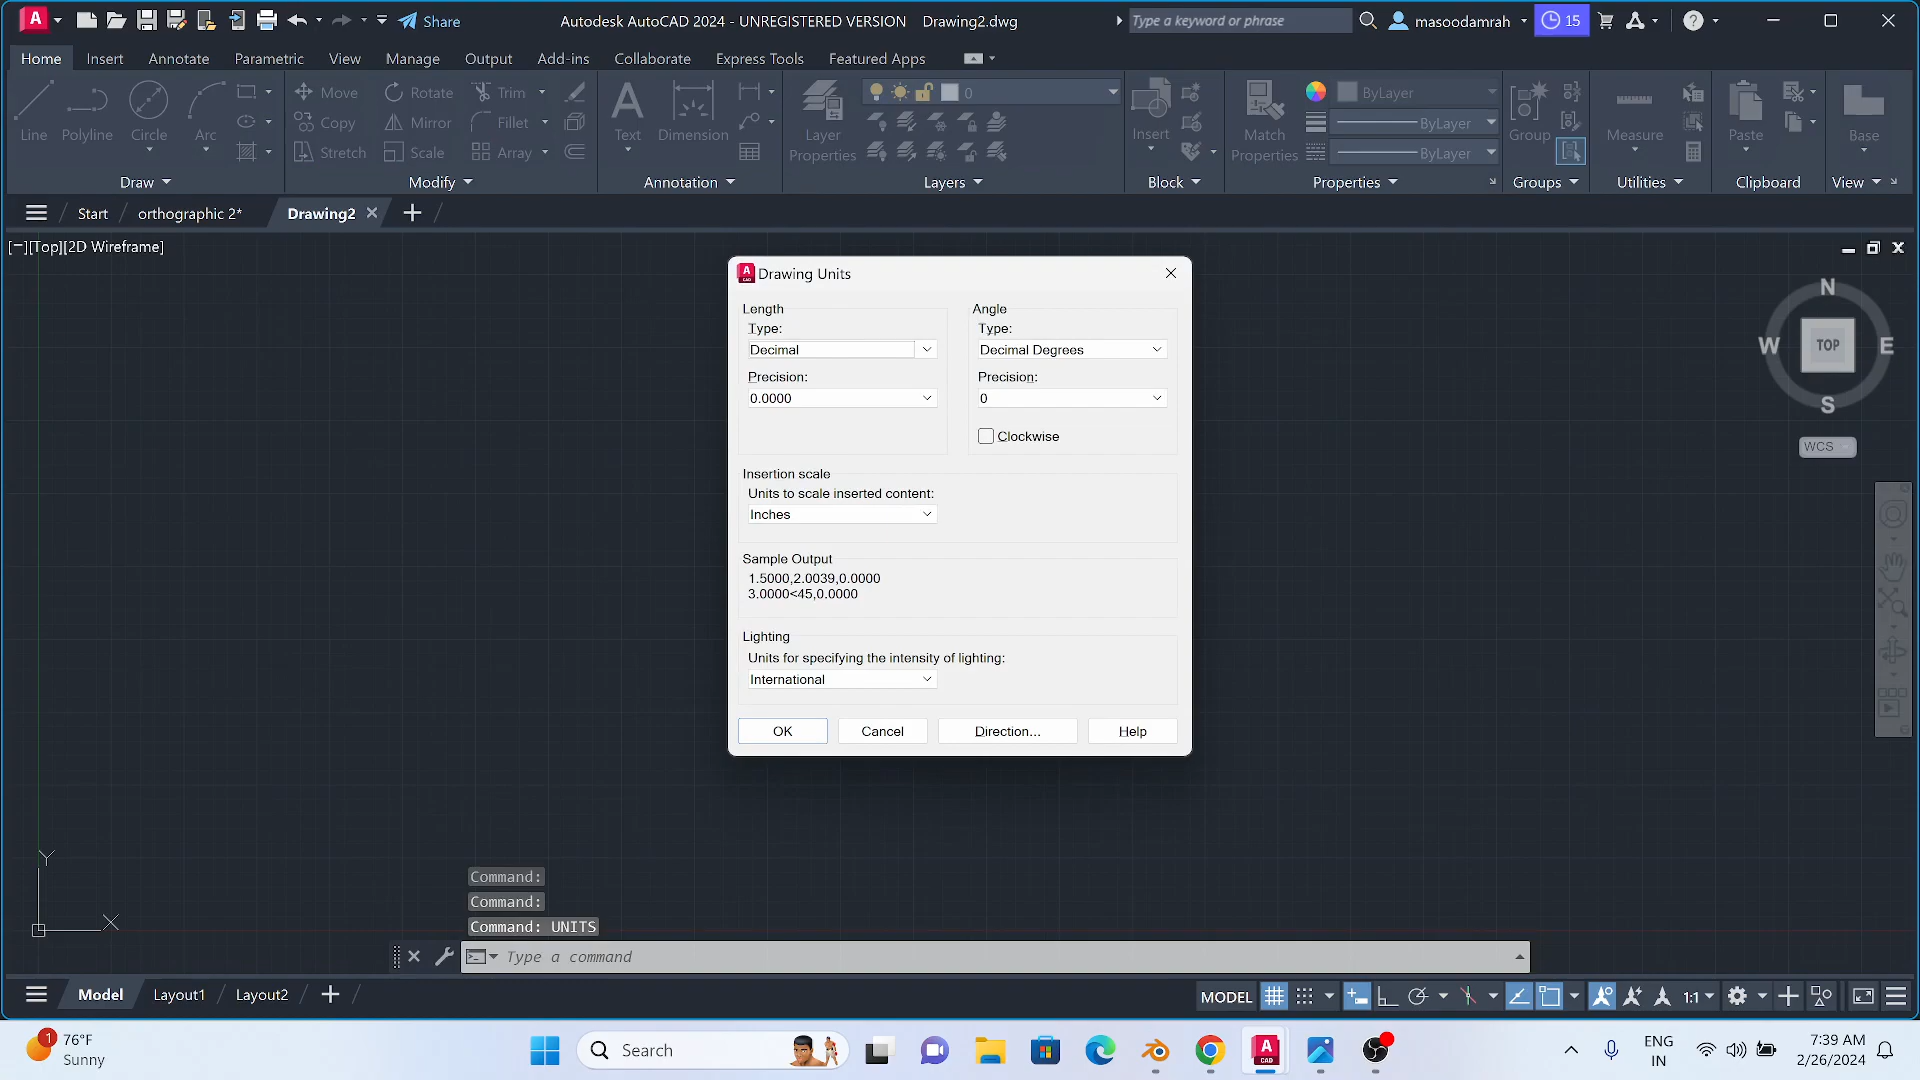 Share
Autodesk AutoCAD 2024 - UNREGISTERED VERSION Drawing2.dwg
Type a keyword or phrase
masoodamrah
15
Home Insert Annotate Parametric View Manage Output Add-ins Collaborate Express Tools Featured Apps
Line Polyline Circle Arc
Draw
Move Rotate Trim
Copy Mirror Fillet
Stretch Scale Array
Modify
Text Dimension
Annotation
Layer Properties
0
Layers
Insert
Block
Match Properties
ByLayer
ByLayer
ByLayer
Properties
Group
Groups
Measure
Utilities
Paste
Clipboard
Base
View
Start orthographic 2* Drawing2
[−][Top][2D Wireframe]
N
W TOP E
S
WCS
Drawing Units
Length
Type:
Decimal
Precision:
0.0000
Angle
Type:
Decimal Degrees
Precision:
0
Clockwise
Insertion scale
Units to scale inserted content:
Inches
Sample Output
1.5000,2.0039,0.0000
3.0000<45,0.0000
Lighting
Units for specifying the intensity of lighting:
International
OK Cancel Direction... Help
Y
X
Command:
Command:
Command: UNITS
Type a command
Model Layout1 Layout2
MODEL
1:1
1
76°F
Sunny
Search
A
CAD
ENG
IN
7:39 AM
2/26/2024